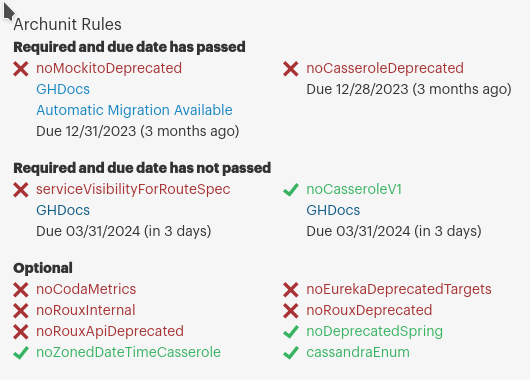 Archunit Rules
Required and due date has passed
noMockitoDeprecated
GHDocs
Automatic Migration Available
Due 12/31/2023 (3 months ago)
noCasseroleDeprecated
Due 12/28/2023 (3 months ago)
Required and due date has not passed
serviceVisibilityForRouteSpec
GHDocs
Due 03/31/2024 (in 3 days)
noCasseroleV1
GHDocs
Due 03/31/2024 (in 3 days)
Optional
noCodaMetrics
noEurekaDeprecatedTargets
noRouxInternal
noRouxDeprecated
noRouxApiDeprecated
noDeprecatedSpring
noZonedDateTimeCasserole
cassandraEnum